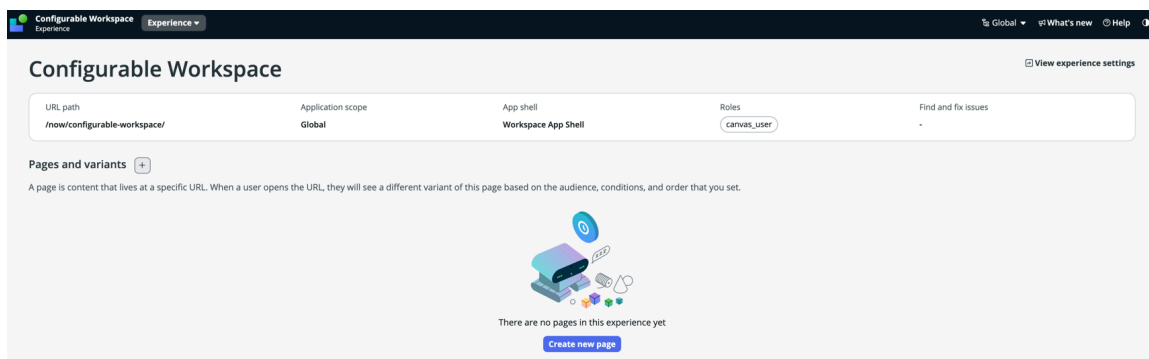 Configurable Workspace
Experience
Experience
Global
What's new
Help
Configurable Workspace
View experience settings
URL path
Application scope
App shell
Roles
Find and fix issues
/now/configurable-workspace/
Global
Workspace App Shell
canvas_user
-
Pages and variants +
A page is content that lives at a specific URL. When a user opens the URL, they will see a different variant of this page based on the audience, conditions, and order that you set.
zzz
There are no pages in this experience yet
Create new page